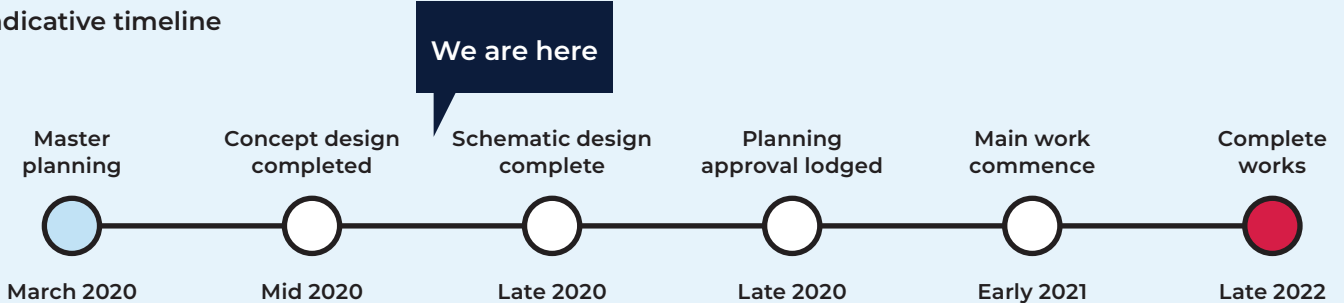 ndicative timeline
We are here
Master
planning
Concept design
completed
Schematic design
complete
Planning
approval lodged
Main work
commence
Complete
works
March 2020
Mid 2020
Late 2020
Late 2020
Early 2021
Late 2022